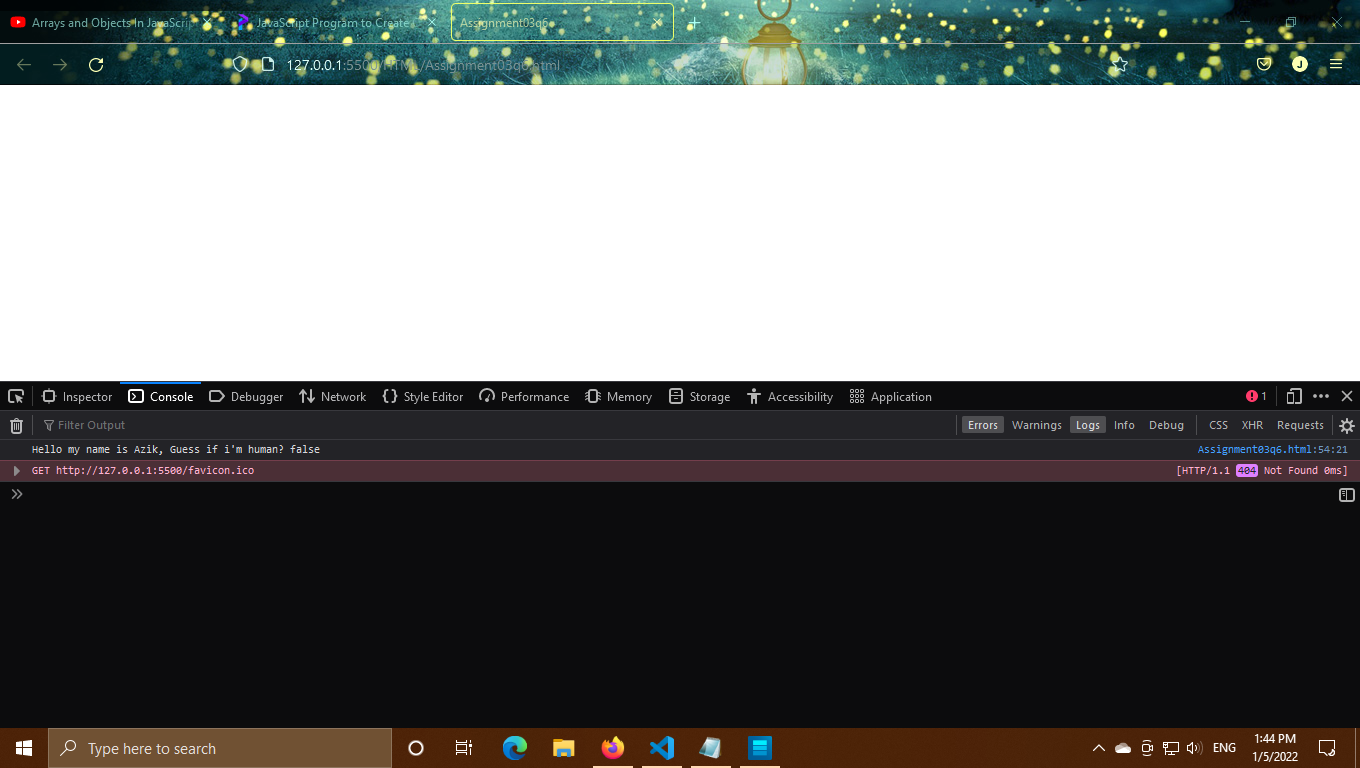 Arrays and Objects In JavaScrip
JavaScript Program to Create
Assignment03q6
127.0.0.1:5500/HTML/Assignment03q6.html
J
Inspector Console Debugger Network Style Editor Performance Memory Storage Accessibility Application 1
Filter Output Errors Warnings Logs Info Debug CSS XHR Requests
Hello my name is Azik, Guess if i'm human? false Assignment03q6.html:54:21
GET http://127.0.0.1:5500/favicon.ico [HTTP/1.1 404 Not Found 0ms]
Type here to search
ENG
1:44 PM
1/5/2022